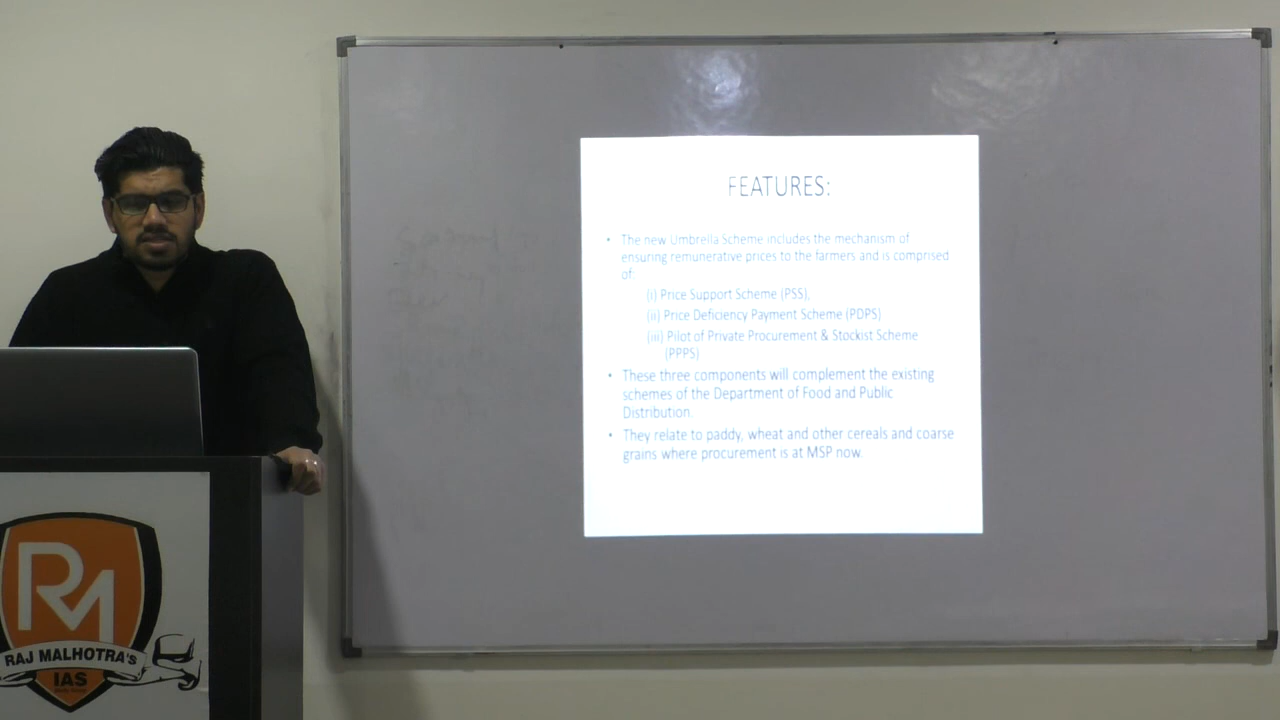 FEATURES:
• The new Umbrella Scheme includes the mechanism of
ensuring remunerative prices to the farmers and is comprised
of:
(i) Price Support Scheme (PSS),
(ii) Price Deficiency Payment Scheme (PDPS)
(iii) Pilot of Private Procurement & Stockist Scheme
(PPPS)
• These three components will complement the existing
schemes of the Department of Food and Public
Distribution.
• They relate to paddy, wheat and other cereals and coarse
grains where procurement is at MSP now.
RM
RAJ MALHOTRA'S
IAS